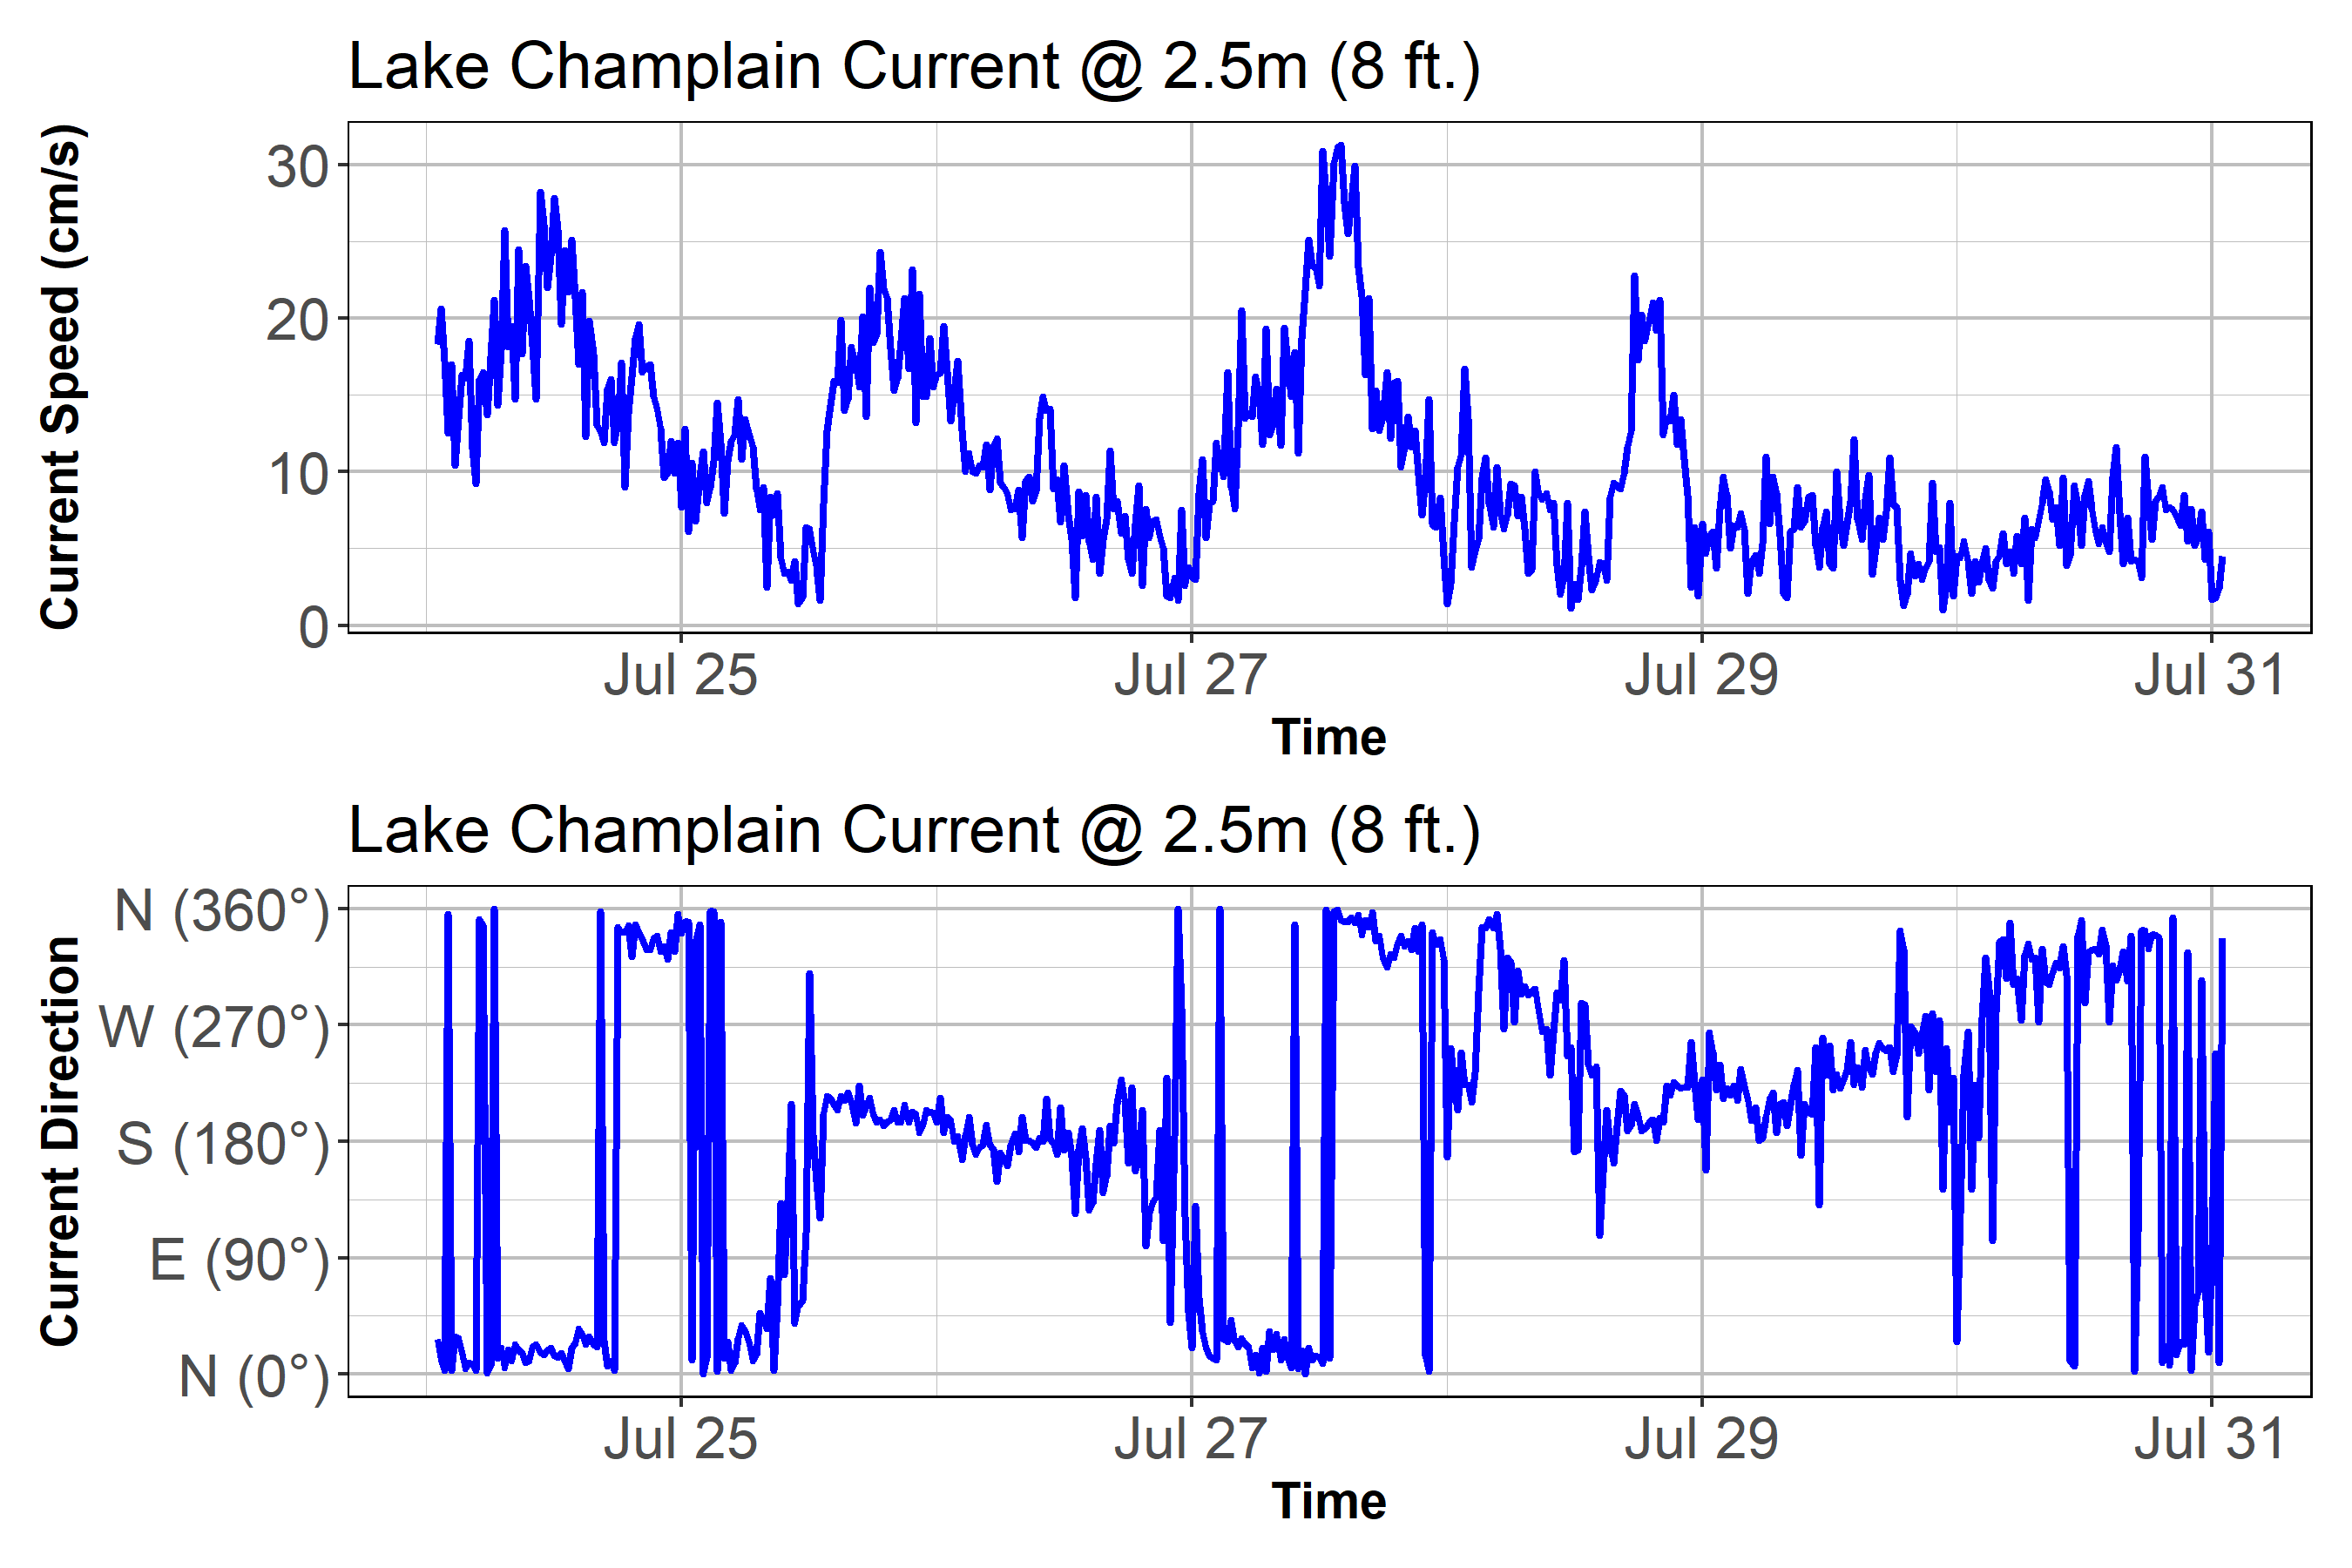 Lake Champlain Current @ 2.5m (8 ft.)
Current Speed (cm/s)
30
20
10
0
Jul 25 Jul 27 Jul 29 Jul 31
Time
Lake Champlain Current @ 2.5m (8 ft.)
Current Direction
N (360°)
W (270°)
S (180°)
E (90°)
N (0°)
Jul 25 Jul 27 Jul 29 Jul 31
Time